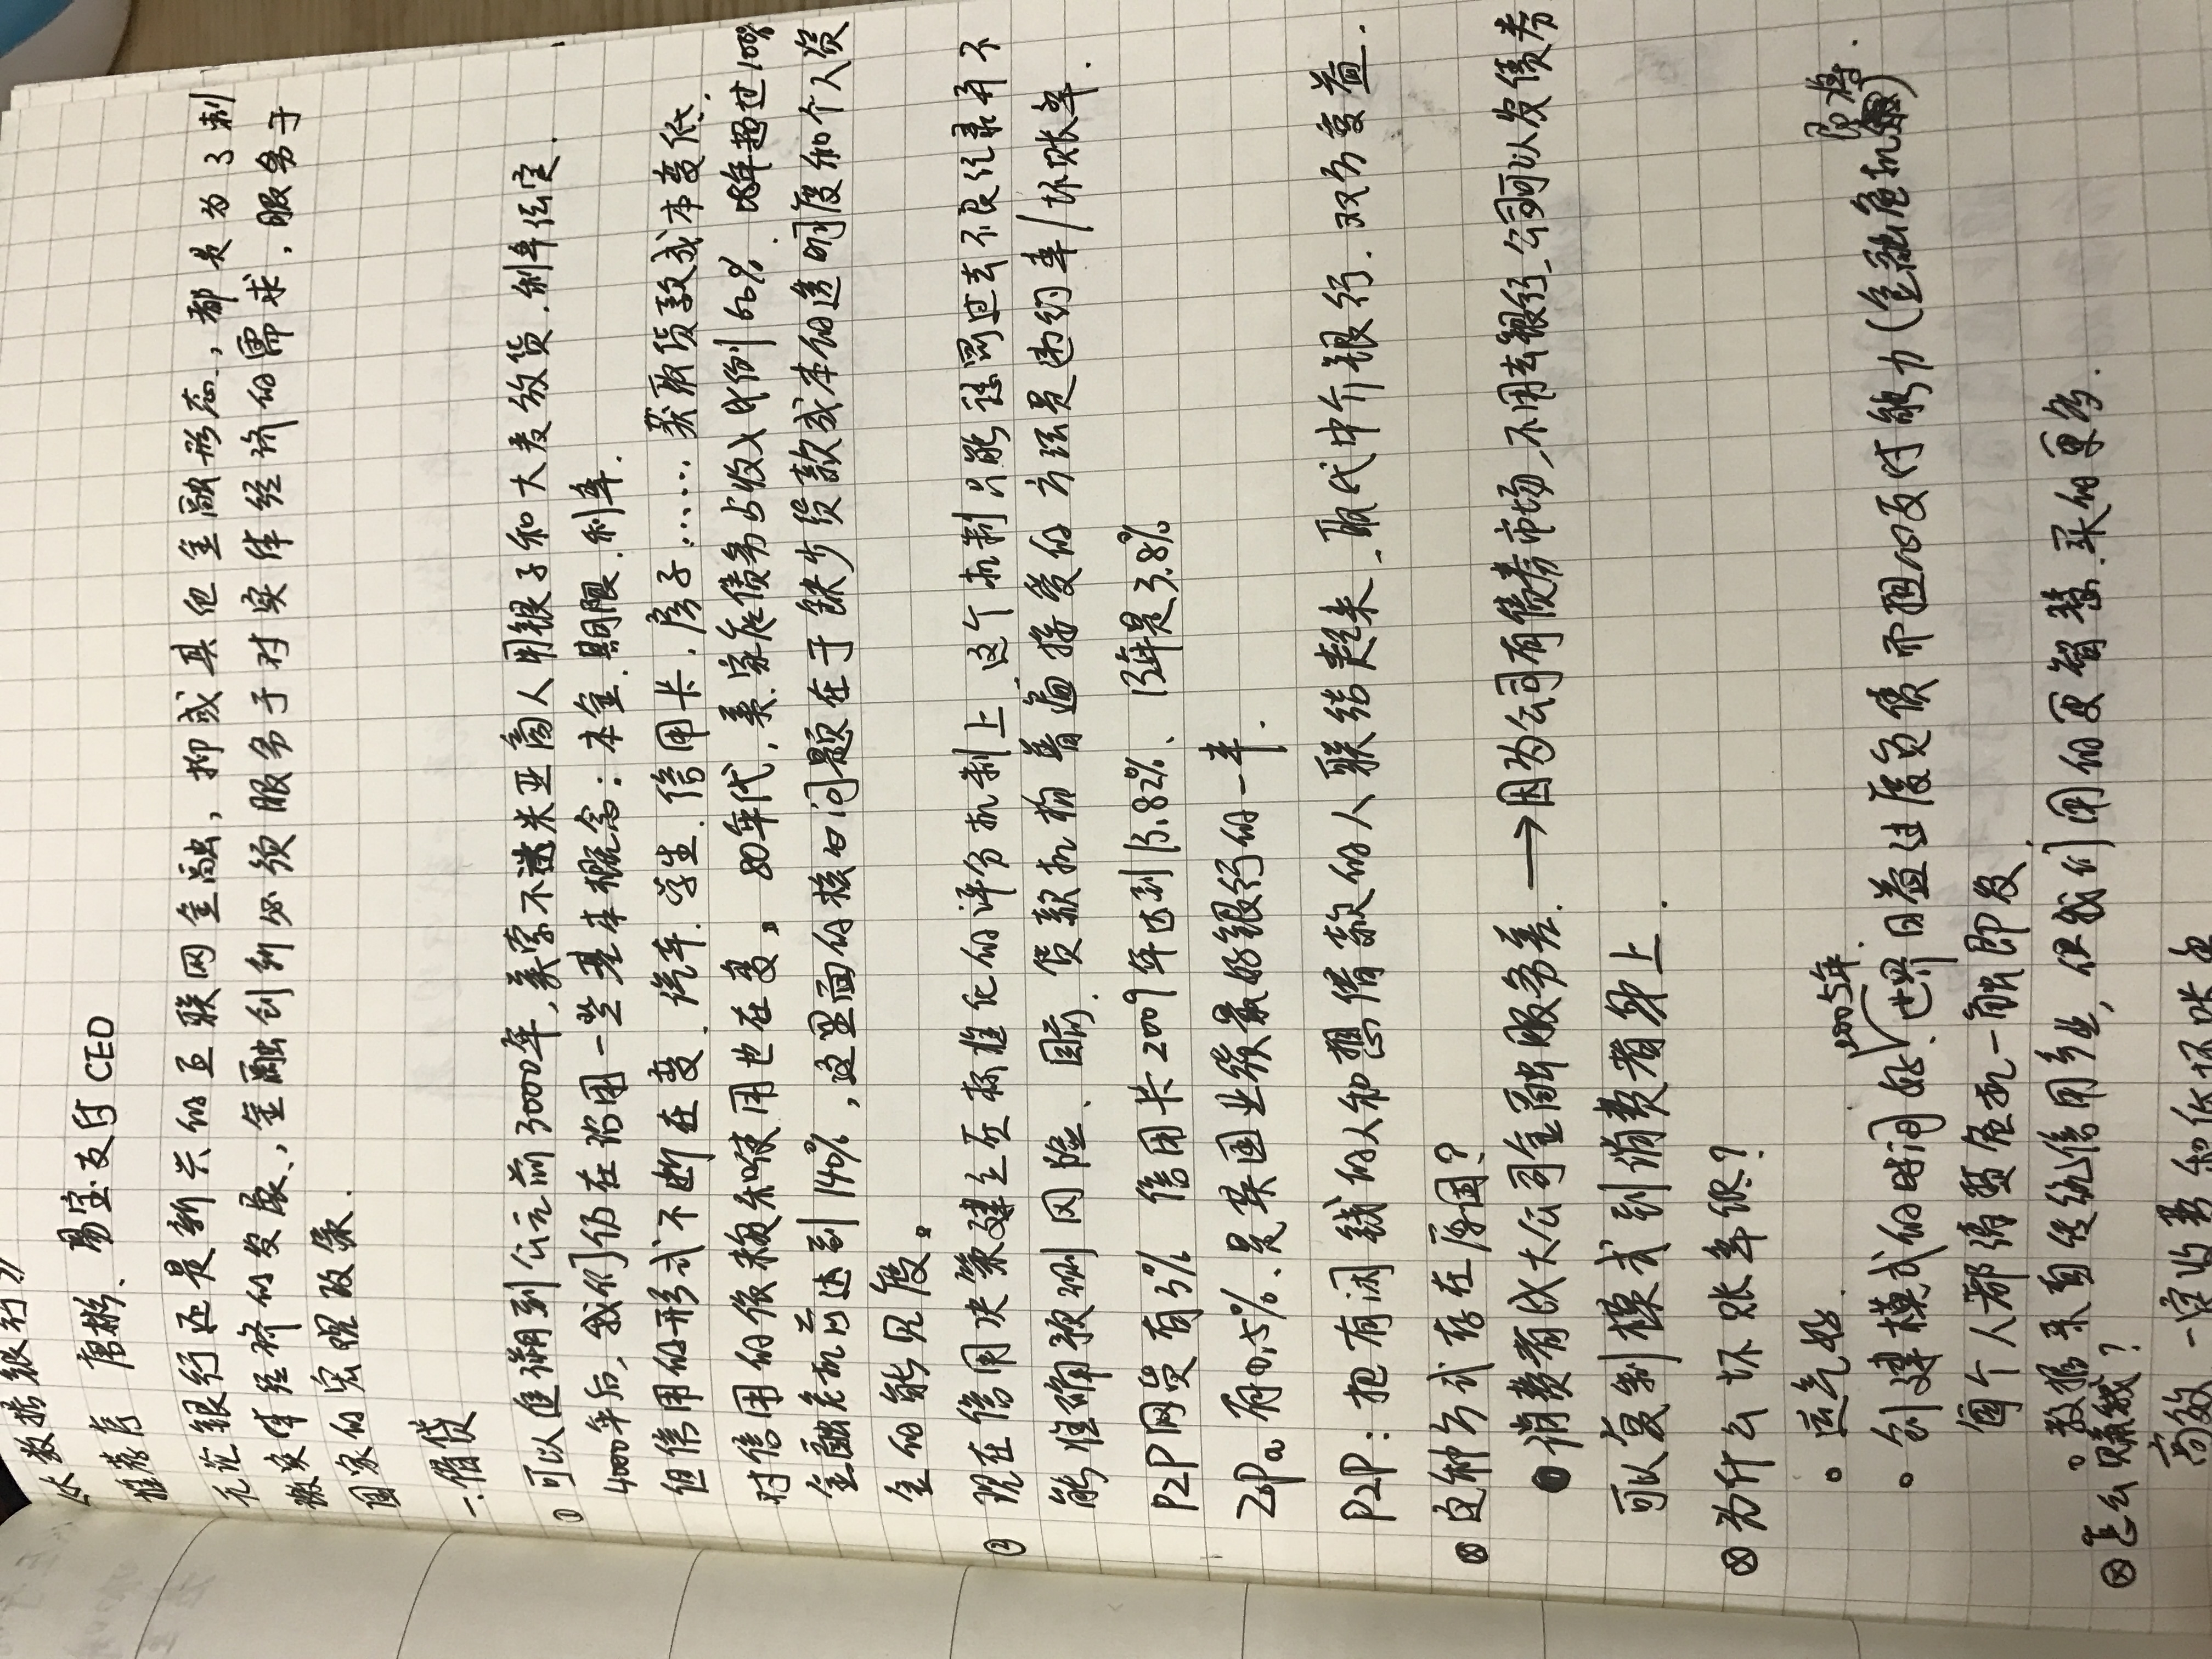 《大数据银行》
推荐序 唐彬、易宝支付 CEO
无论银行还是新兴的互联网金融，抑或其他金融形态，都是为了刺
激实体经济的发展，金融创新必须服务于对实体经济的需求，服务于
国家的宏观政策.
一.借贷
① 可以追溯到公元前3000年,美索不达米亚商人用银子和大麦放贷.利率恒定.
4000年后,我们仍在沿用一些基本概念:本金.期限.利率.
但信用的形式不断在变、汽车.学生.信用卡.房子……获取贷款成本变低.
对信用的依赖和使用也在变。80年代,美.家庭债务占收入比例60%. 年超过100%
金融危机前达到140%,这里面的核心问题在于缺少贷款成本的透明度和个人资
金的能见度。
② 现在信用决策建立在标准化的评分机制上.这个机制只能惩罚过去不良记录并不
能准确预测风险、目前.贷款机构普遍接受的方法是违约率/坏账率.
P2P网贷有3% 信用卡2009年达到13.82%、13年是3.8%
Zopa有0.5%.是英国业绩最好银行的一半.
P2P:把有闲钱的人和想借款的人联结起来.取代中介银行.双方受益.
⊗ 这种方式存在原因?
● 消费者比大公司金融服务差.→因为公司有债券市场,不用去银行.公司可以发债券
可以复制模式到消费者身上.
⊗ 为什么坏账率低?
。运气好.
2005年. 即将.
。创建模式的时间好.世界日益过度负债而担心支付能力(金融危机)
每个人都清楚危机一触即发.
。数据来自传统信用产业,但我们用的更智慧.买的更多.
⊗ 怎么赚钱?
高效.一定收费和低坏账率